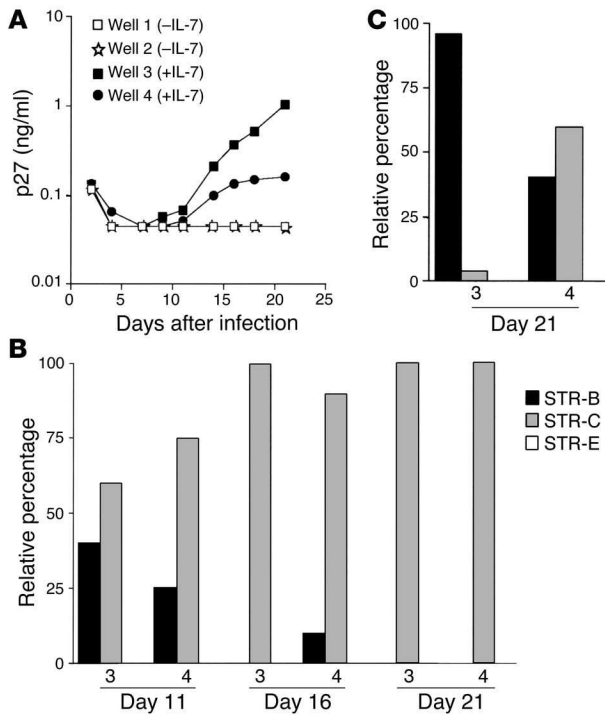 A
Well 1 (–IL-7)
Well 2 (–IL-7)
Well 3 (+IL-7)
Well 4 (+IL-7)
p27 (ng/ml)
10
1
0.1
0.01
0 5 10 15 20 25
Days after infection
C
Relative percentage
100
75
50
25
0
3 4
Day 21
B
Relative percentage
100
75
50
25
0
3 4 3 4 3 4
Day 11 Day 16 Day 21
STR-B
STR-C
STR-E